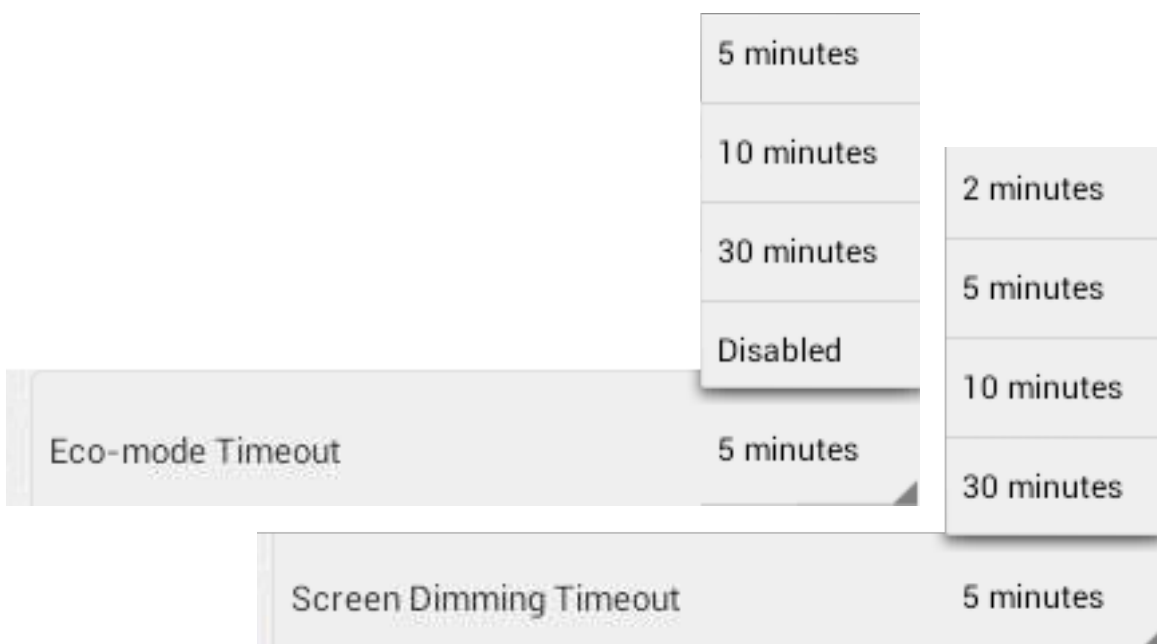 5 minutes
10 minutes
30 minutes
Disabled
Eco-mode Timeout 5 minutes
2 minutes
5 minutes
10 minutes
30 minutes
Screen Dimming Timeout 5 minutes